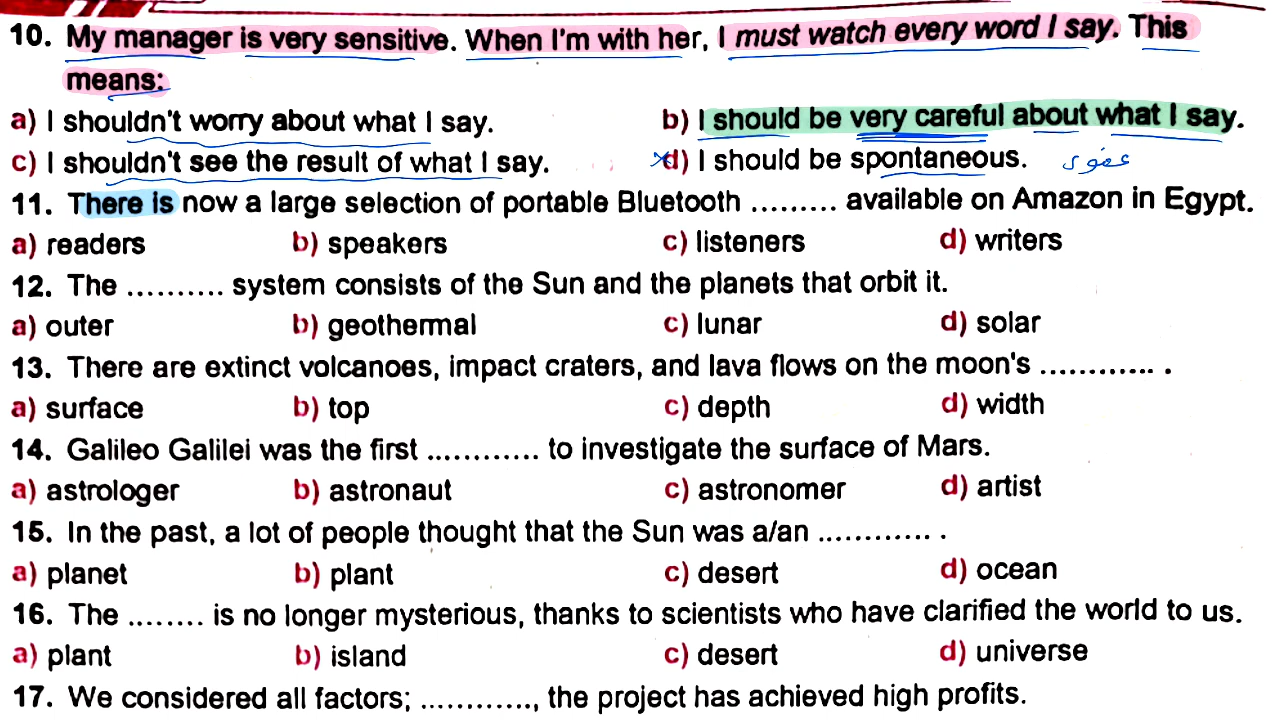 10. My manager is very sensitive. When I'm with her, I must watch every word I say. This
means:
a) I shouldn't worry about what I say. b) I should be very careful about what I say.
c) I shouldn't see the result of what I say. d) I should be spontaneous. عفوى
11. There is now a large selection of portable Bluetooth ......... available on Amazon in Egypt.
a) readers b) speakers c) listeners d) writers
12. The .......... system consists of the Sun and the planets that orbit it.
a) outer b) geothermal c) lunar d) solar
13. There are extinct volcanoes, impact craters, and lava flows on the moon's ............. .
a) surface b) top c) depth d) width
14. Galileo Galilei was the first ............ to investigate the surface of Mars.
a) astrologer b) astronaut c) astronomer d) artist
15. In the past, a lot of people thought that the Sun was a/an ............ .
a) planet b) plant c) desert d) ocean
16. The ........ is no longer mysterious, thanks to scientists who have clarified the world to us.
a) plant b) island c) desert d) universe
17. We considered all factors; ............, the project has achieved high profits.